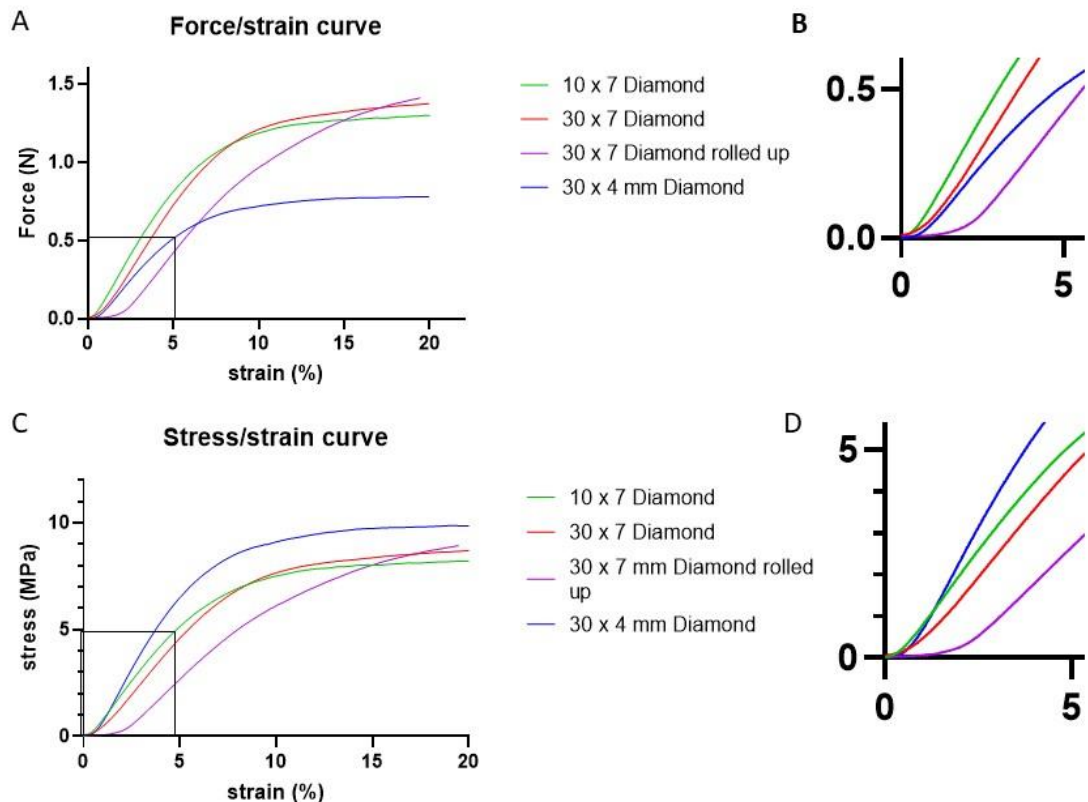 A
Force/strain curve
1.5
1.0
0.5
0.0
Force (N)
0
5
10
15
20
strain (%)
10 x 7 Diamond
30 x 7 Diamond
30 x 7 Diamond rolled up
30 x 4 mm Diamond
B
0.5
0.0
0
5
C
Stress/strain curve
10
5
0
stress (MPa)
0
5
10
15
20
strain (%)
10 x 7 Diamond
30 x 7 Diamond
30 x 7 mm Diamond rolled
up
30 x 4 mm Diamond
D
5
0
0
5